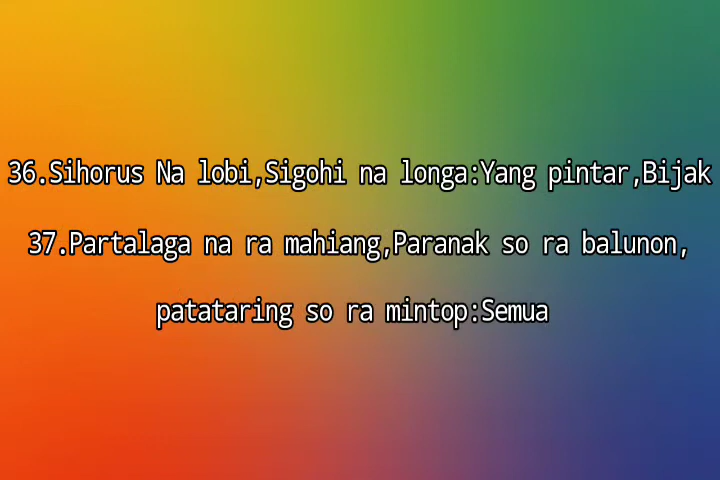 36.Sihorus Na lobi,Sigohi na longa:Yang pintar,Bijak
37.Partalaga na ra mahiang,Paranak so ra balunon,
patataring so ra mintop:Semua